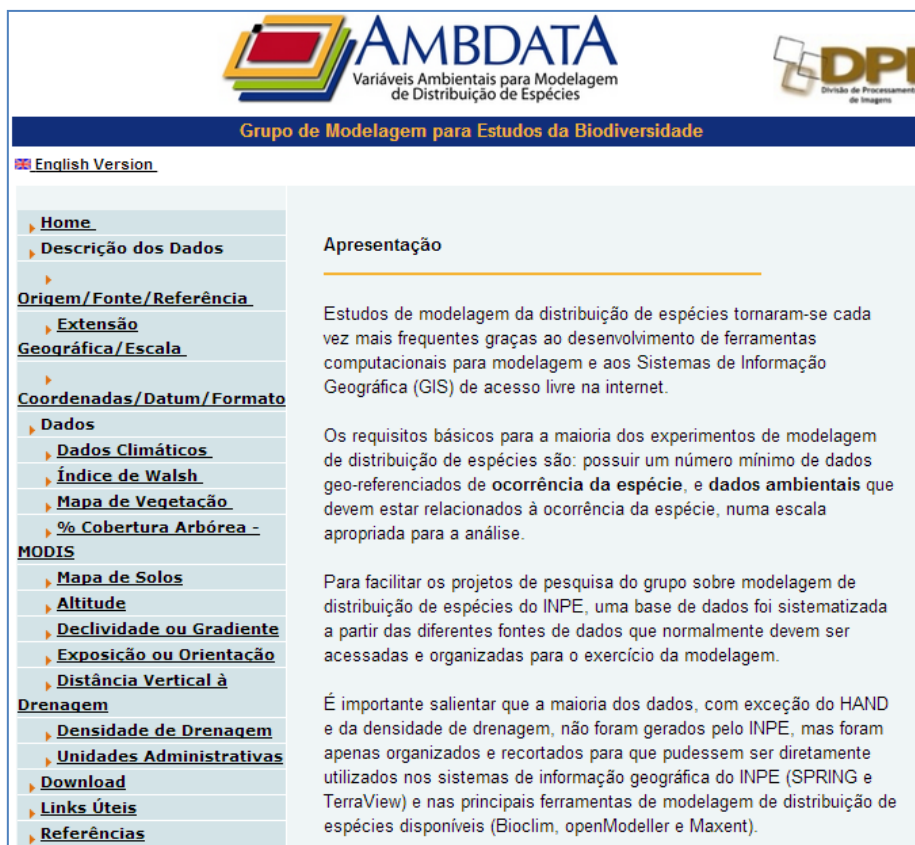 AMBDATA
Variáveis Ambientais para Modelagem
de Distribuição de Espécies
DPI
Divisão de Processamento
de Imagens
Grupo de Modelagem para Estudos da Biodiversidade
English Version
Home
Descrição dos Dados
Origem/Fonte/Referência
Extensão
Geográfica/Escala
Coordenadas/Datum/Formato
Dados
Dados Climáticos
Índice de Walsh
Mapa de Vegetação
% Cobertura Arbórea -
MODIS
Mapa de Solos
Altitude
Declividade ou Gradiente
Exposição ou Orientação
Distância Vertical à
Drenagem
Densidade de Drenagem
Unidades Administrativas
Download
Links Úteis
Referências
Apresentação
Estudos de modelagem da distribuição de espécies tornaram-se cada
vez mais frequentes graças ao desenvolvimento de ferramentas
computacionais para modelagem e aos Sistemas de Informação
Geográfica (GIS) de acesso livre na internet.
Os requisitos básicos para a maioria dos experimentos de modelagem
de distribuição de espécies são: possuir um número mínimo de dados
geo-referenciados de ocorrência da espécie, e dados ambientais que
devem estar relacionados à ocorrência da espécie, numa escala
apropriada para a análise.
Para facilitar os projetos de pesquisa do grupo sobre modelagem de
distribuição de espécies do INPE, uma base de dados foi sistematizada
a partir das diferentes fontes de dados que normalmente devem ser
acessadas e organizadas para o exercício da modelagem.
É importante salientar que a maioria dos dados, com exceção do HAND
e da densidade de drenagem, não foram gerados pelo INPE, mas foram
apenas organizados e recortados para que pudessem ser diretamente
utilizados nos sistemas de informação geográfica do INPE (SPRING e
TerraView) e nas principais ferramentas de modelagem de distribuição de
espécies disponíveis (Bioclim, openModeller e Maxent).